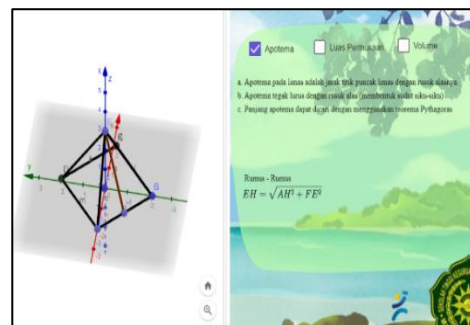 Apotema
Luas Permukaan
Volume
a. Apotema pada limas adalah jarak titik puncak limas dengan rusuk alasnya
b. Apotema tegak lurus dengan rusuk alas (membentuk sudut siku-siku)
c. Panjang apotema dapat dicari dengan menggunakan teorema Pythagoras
Rumus - Rumus
EH = √AH² + FE²
z
y
B